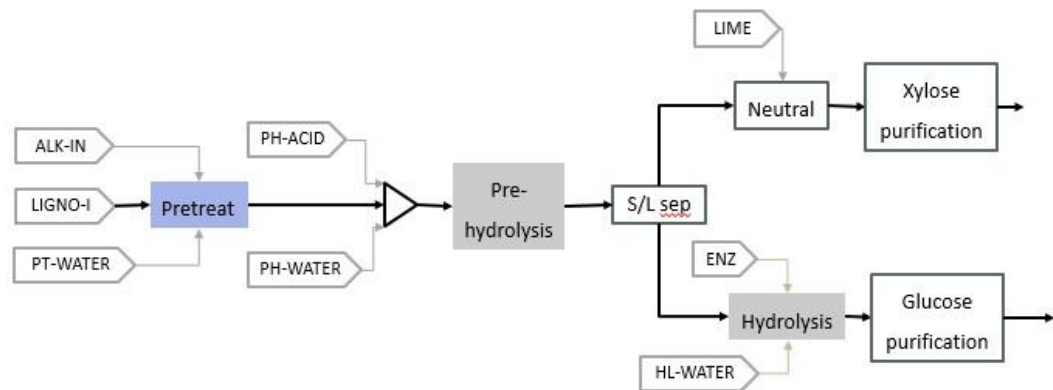 LIME
Neutral
Xylose
purification
ALK-IN
PH-ACID
LIGNO-I
Pretreat
Pre-
hydrolysis
S/L sep
PT-WATER
PH-WATER
ENZ
Hydrolysis
Glucose
purification
HL-WATER